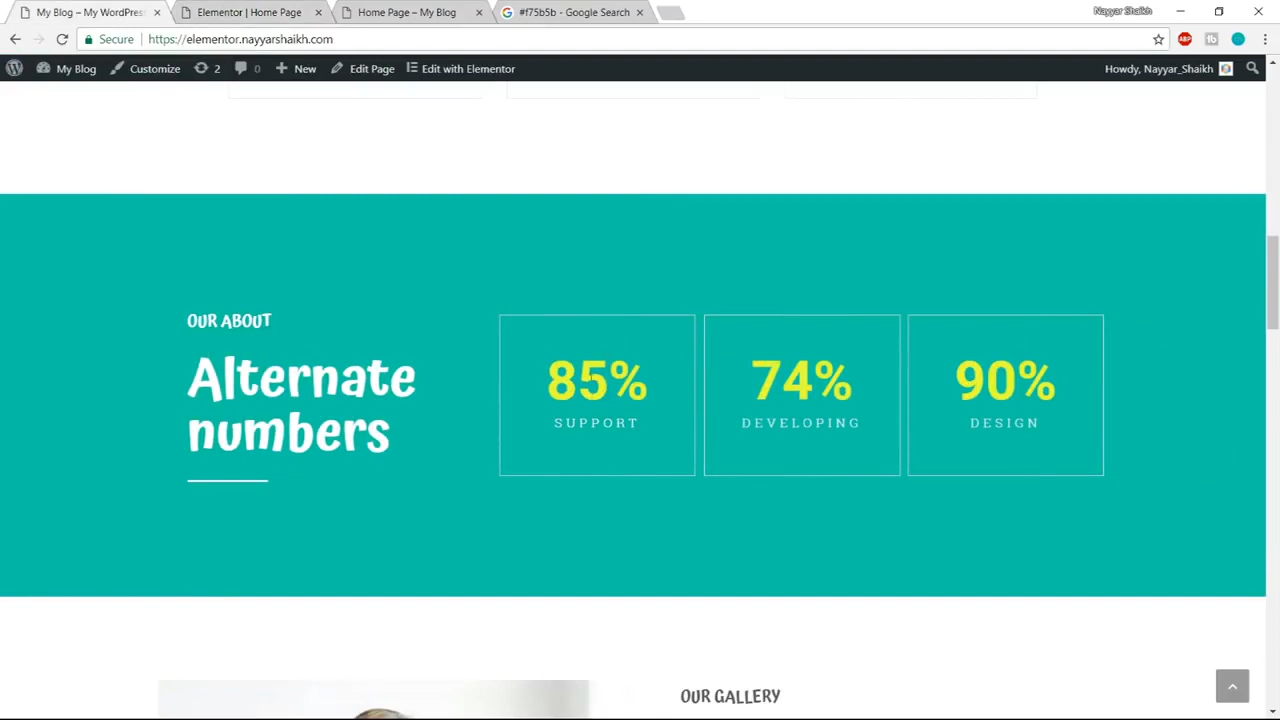 My Blog – My WordPress
Elementor | Home Page
Home Page – My Blog
#f75b5b - Google Search
Nayyar Shaikh
Secure
https://elementor.nayyarshaikh.com
ABP
My Blog
Customize
2
0
New
Edit Page
Edit with Elementor
Howdy, Nayyar_Shaikh
OUR ABOUT
Alternate
numbers
85%
SUPPORT
74%
DEVELOPING
90%
DESIGN
OUR GALLERY